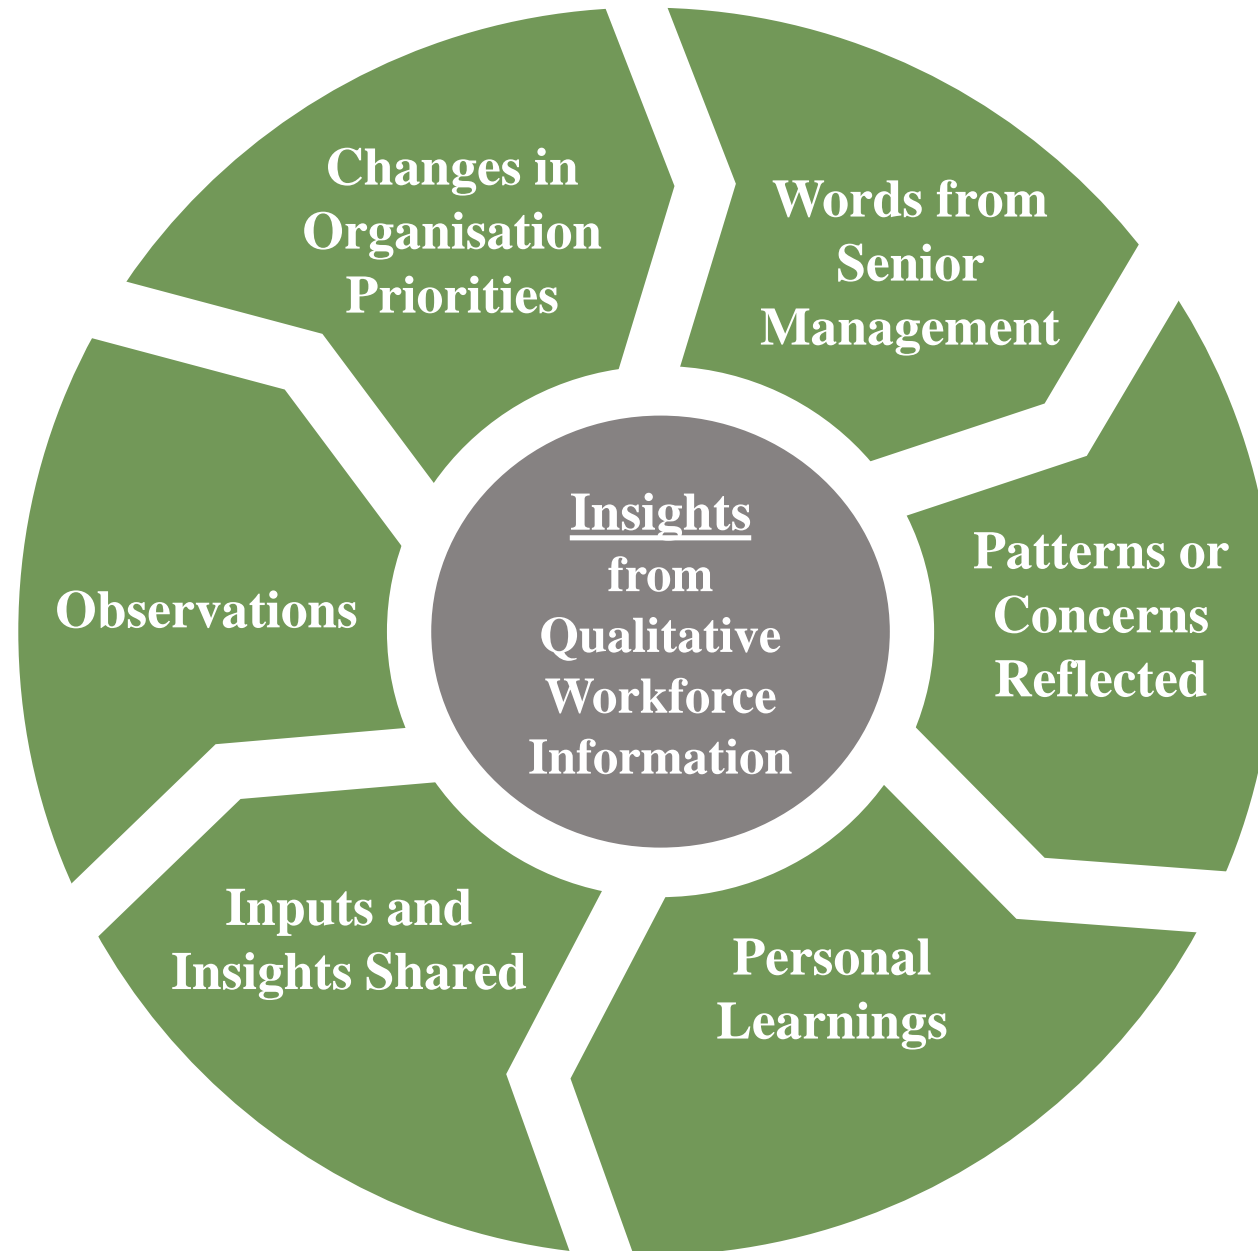 Changes in
Organisation
Priorities
Words from
Senior
Management
Patterns or
Concerns
Reflected
Personal
Learnings
Inputs and
Insights Shared
Observations
Insights
from
Qualitative
Workforce
Information